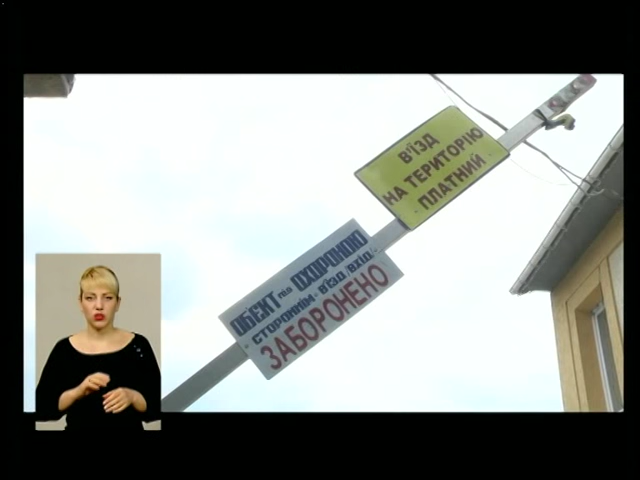 В'ЇЗД
НА ТЕРИТОРІЮ
ПЛАТНИЙ
ОБ'ЄКТ під ОХОРОНОЮ
СТОРОННІМ В'ЇЗД /ВХІД/
ЗАБОРОНЕНО